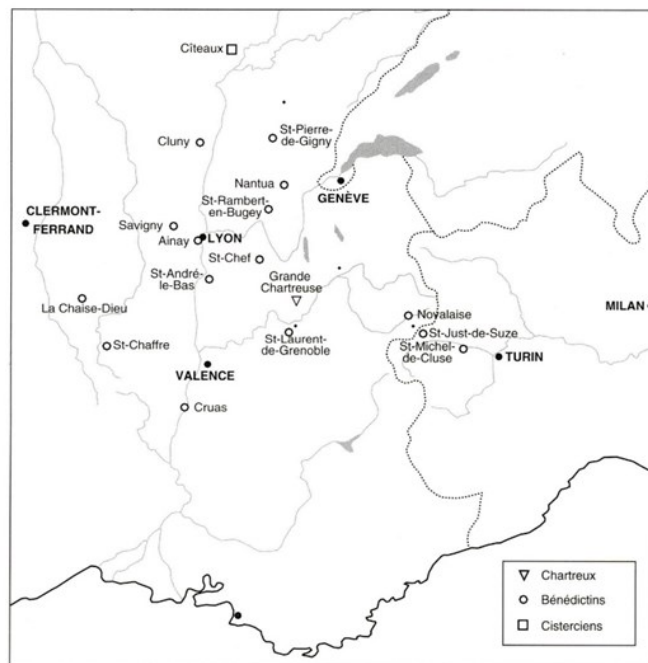 Cîteaux
Cluny
St-Pierre-
de-Gigny
Nantua
GENÈVE
St-Rambert-
en-Bugey
CLERMONT-
FERRAND
Savigny
Ainay
LYON
St-Chef
St-André-
le-Bas
Grande
Chartreuse
La Chaise-Dieu
Novalaise
MILAN
St-Just-de-Suze
St-Laurent-
de-Grenoble
St-Michel-
de-Cluse
St-Chaffre
TURIN
VALENCE
Cruas
Chartreux
Bénédictins
Cisterciens